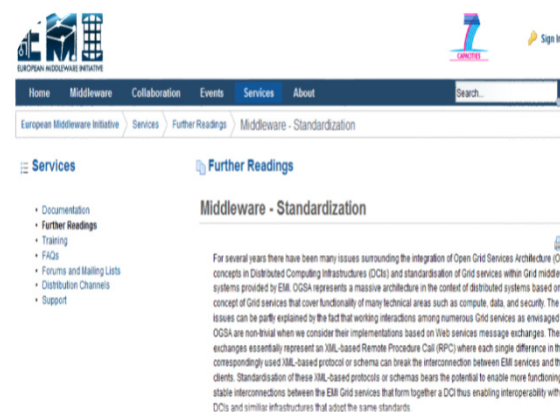 EMI
EUROPEAN MIDDLEWARE INITIATIVE
7
CAPACITIES
Sign In
Home Middleware Collaboration Events Services About
Search...
European Middleware Initiative Services Further Readings Middleware - Standardization
Services
Documentation
Further Readings
Training
FAQs
Forums and Mailing Lists
Distribution Channels
Support
Further Readings
Middleware - Standardization
For several years there have been many issues surrounding the integration of Open Grid Services Architecture (O
concepts in Distributed Computing Infrastructures (DCIs) and standardisation of Grid services within Grid middle
systems provided by EMI. OGSA represents a massive architecture in the context of distributed systems based on
concept of Grid services that cover functionality of many technical areas such as compute, data, and security. The
issues can be partly explained by the fact that working interactions among numerous Grid services as envisaged
OGSA are non-trivial when we consider their implementations based on Web services message exchanges. The
exchanges essentially represent an XML-based Remote Procedure Call (RPC) where each single difference in th
correspondingly used XML-based protocol or schema can break the interconnection between EMI services and th
clients. Standardisation of these XML-based protocols or schemas bears the potential to enable more functioning
stable interconnections between the EMI Grid services that form together a DCI thus enabling interoperability with
DCIs and similiar infrastructures that adopt the same standards.